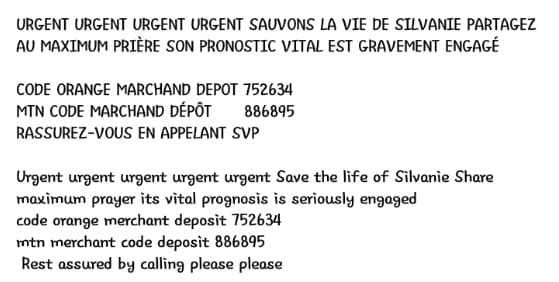 URGENT URGENT URGENT URGENT SAUVONS LA VIE DE SILVANIE PARTAGEZ
AU MAXIMUM PRIÈRE SON PRONOSTIC VITAL EST GRAVEMENT ENGAGÉ
CODE ORANGE MARCHAND DEPOT 752634
MTN CODE MARCHAND DÉPÔT 886895
RASSUREZ-VOUS EN APPELANT SVP
Urgent urgent urgent urgent urgent Save the life of Silvanie Share
maximum prayer its vital prognosis is seriously engaged
code orange merchant deposit 752634
mtn merchant code deposit 886895
Rest assured by calling please please